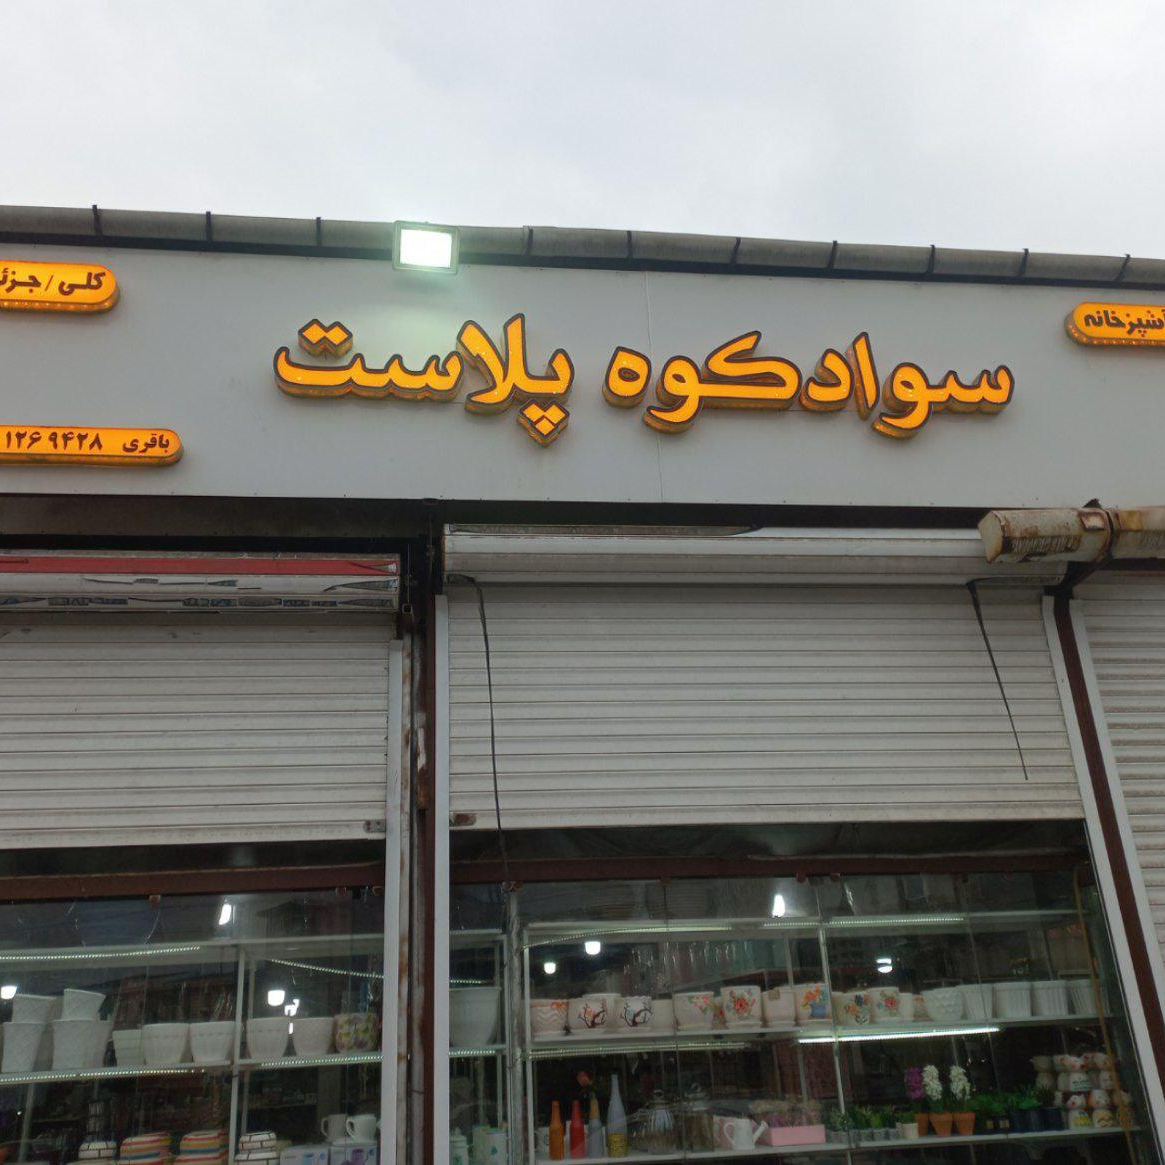 سوادکوه پلاست
آشپزخانه
کلی / جزئ
باقری ۱۲۶۹۴۲۸